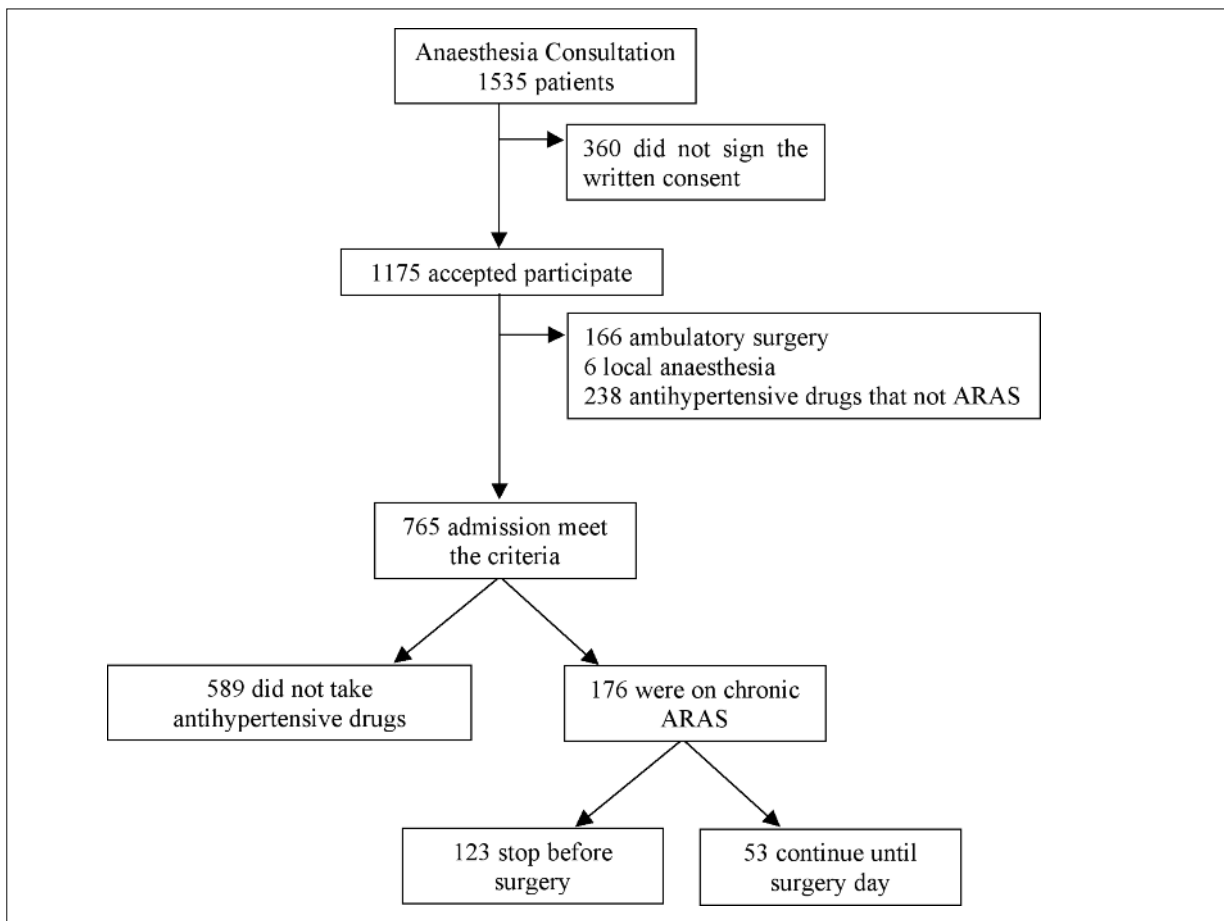 Anaesthesia Consultation
1535 patients
360 did not sign the
written consent
1175 accepted participate
166 ambulatory surgery
6 local anaesthesia
238 antihypertensive drugs that not ARAS
765 admission meet
the criteria
589 did not take
antihypertensive drugs
176 were on chronic
ARAS
123 stop before
surgery
53 continue until
surgery day